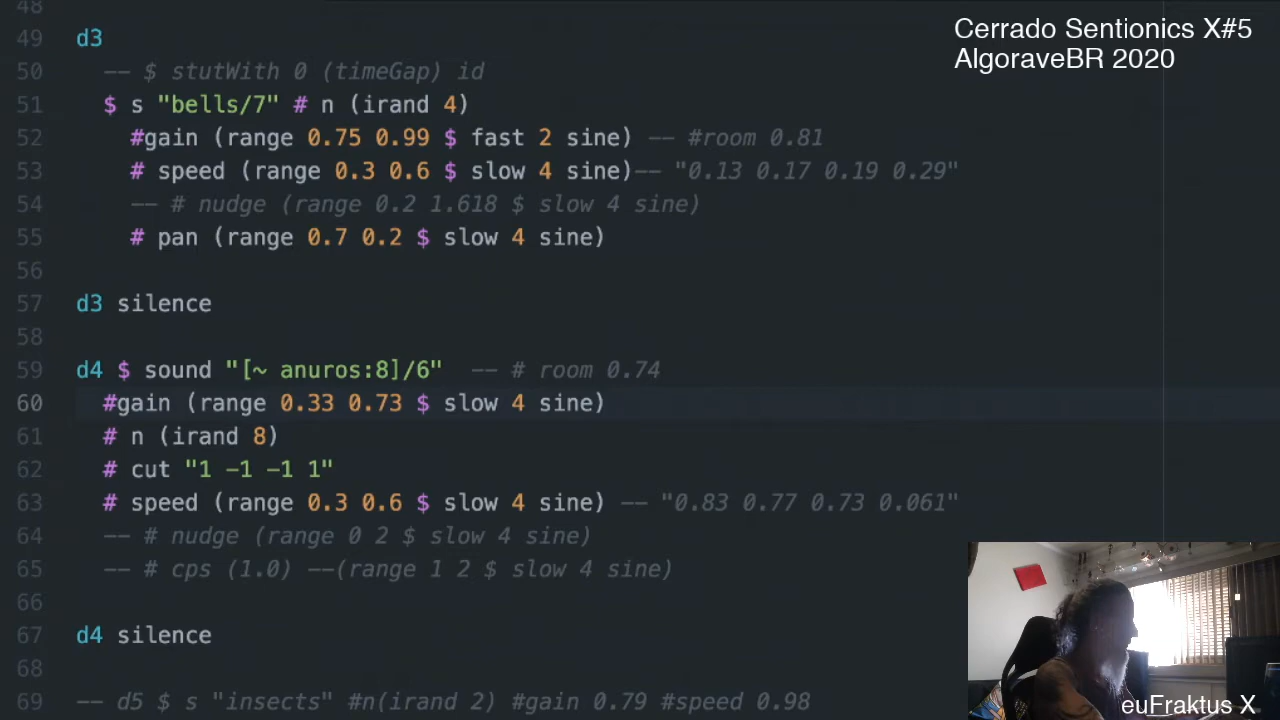 48
49 d3
50 -- $ stutWith 0 (timeGap) id
51 $ s "bells/7" # n (irand 4)
52 #gain (range 0.75 0.99 $ fast 2 sine) -- #room 0.81
53 # speed (range 0.3 0.6 $ slow 4 sine)-- "0.13 0.17 0.19 0.29"
54 -- # nudge (range 0.2 1.618 $ slow 4 sine)
55 # pan (range 0.7 0.2 $ slow 4 sine)
56
57 d3 silence
58
59 d4 $ sound "[~ anuros:8]/6" -- # room 0.74
60 #gain (range 0.33 0.73 $ slow 4 sine)
61 # n (irand 8)
62 # cut "1 -1 -1 1"
63 # speed (range 0.3 0.6 $ slow 4 sine) -- "0.83 0.77 0.73 0.061"
64 -- # nudge (range 0 2 $ slow 4 sine)
65 -- # cps (1.0) --(range 1 2 $ slow 4 sine)
66
67 d4 silence
68
69 -- d5 $ s "insects" #n(irand 2) #gain 0.79 #speed 0.98
Cerrado Sentionics X#5
AlgoraveBR 2020
euFraktus X